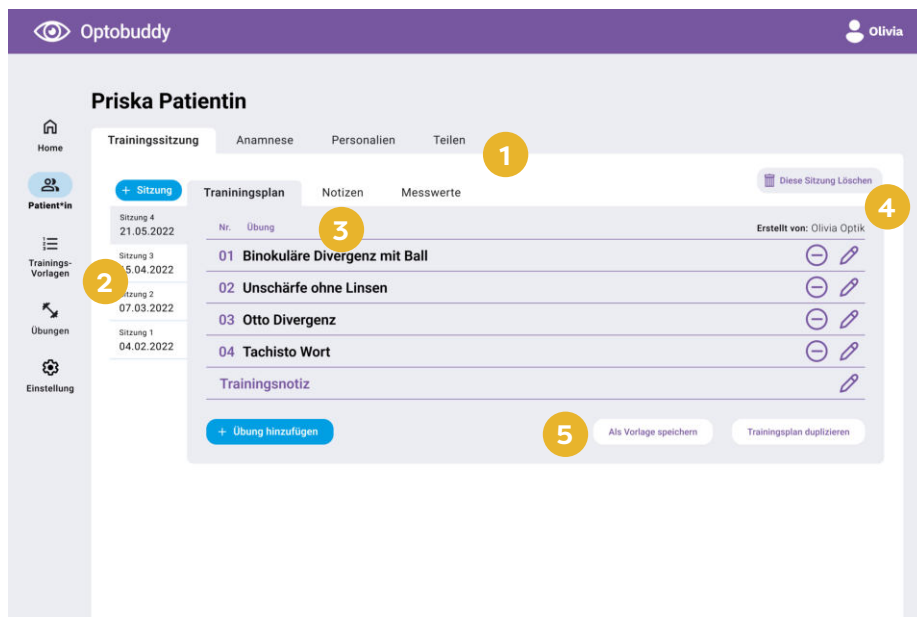 Optobuddy
Olivia
Priska Patientin
Home
Trainingssitzung Anamnese Personalien Teilen
1
Patient*in
+ Sitzung
Traniningsplan Notizen Messwerte
Diese Sitzung Löschen
4
Sitzung 4
21.05.2022
Nr. Übung
3
Erstellt von: Olivia Optik
Trainings-
Vorlagen
2
Sitzung 3
5.04.2022
01 Binokuläre Divergenz mit Ball
Sitzung 2
07.03.2022
02 Unschärfe ohne Linsen
Übungen
Sitzung 1
04.02.2022
03 Otto Divergenz
04 Tachisto Wort
Einstellung
Trainingsnotiz
+ Übung hinzufügen
5
Als Vorlage speichern
Trainingsplan duplizieren